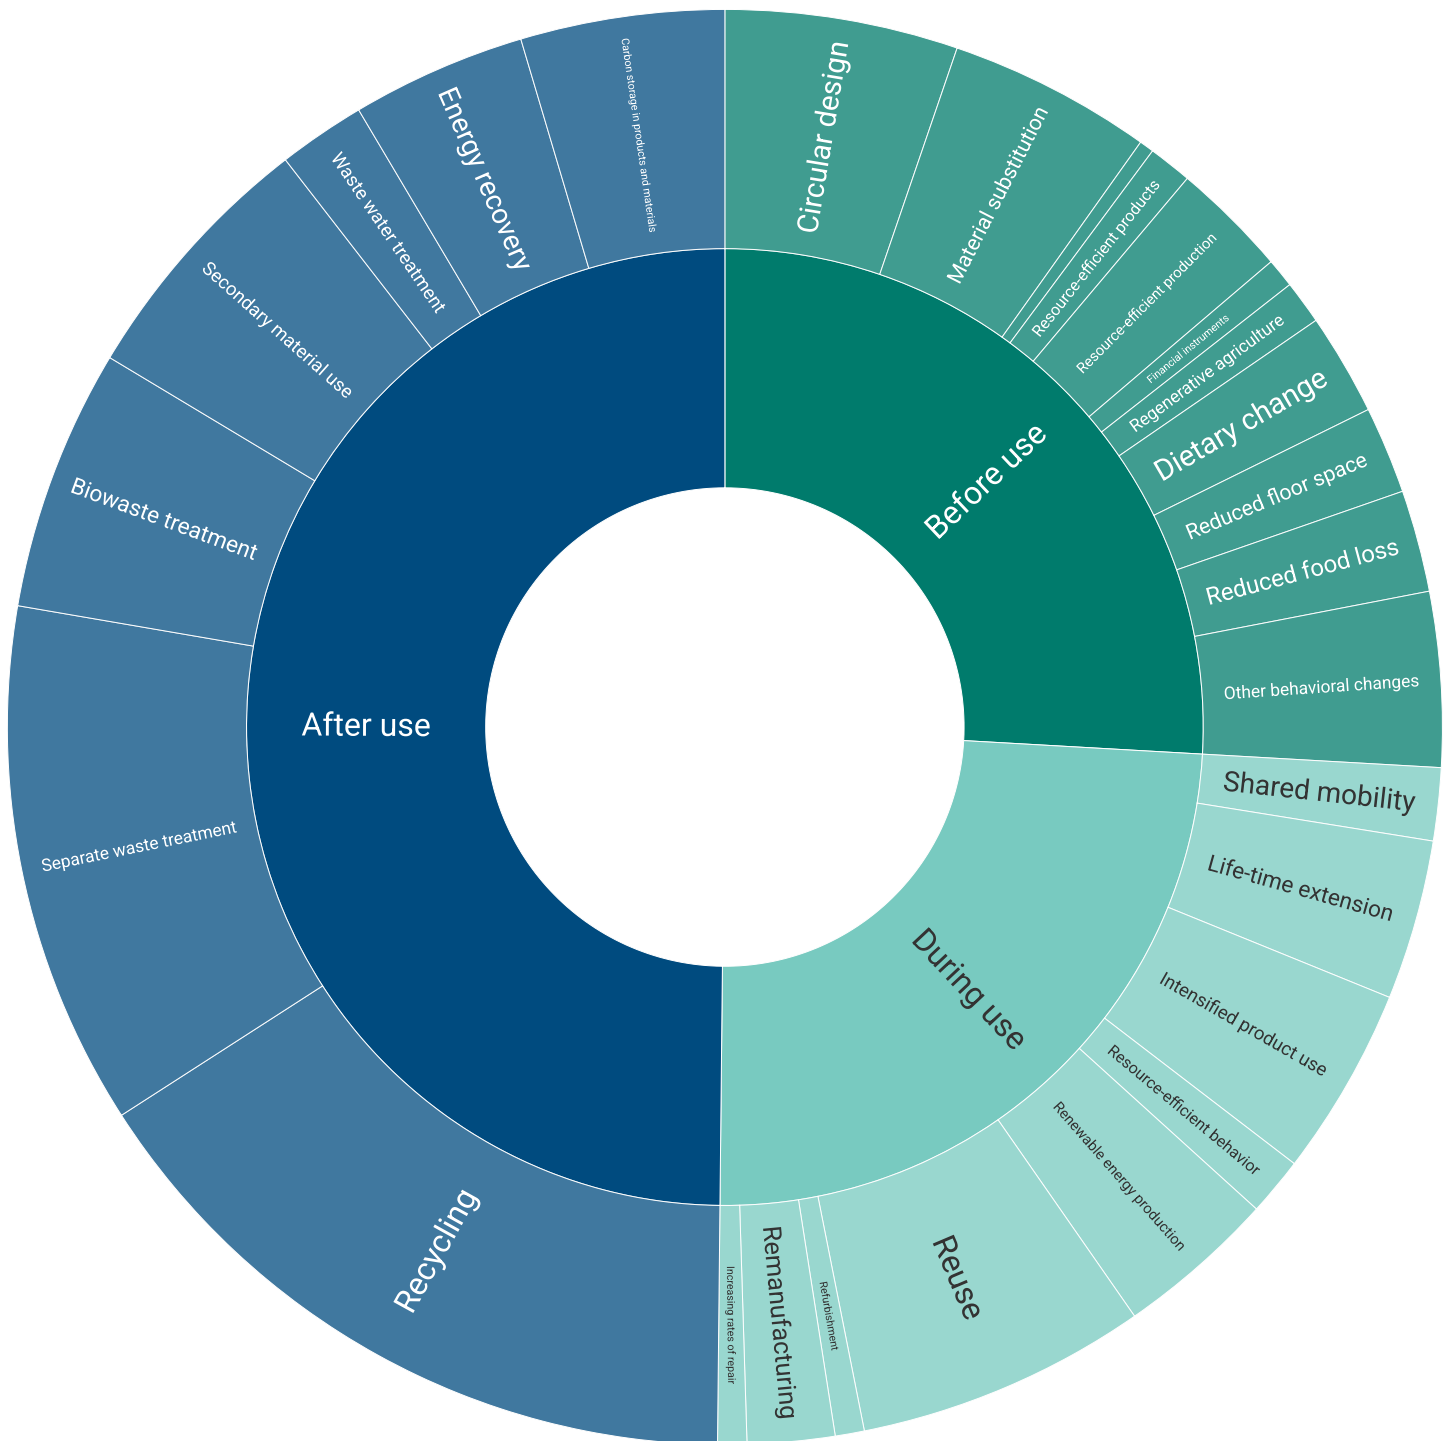 Before use
Circular design
Material substitution
Resource-efficient products
Resource-efficient production
Financial instruments
Regenerative agriculture
Dietary change
Reduced floor space
Reduced food loss
Other behavioral changes
During use
Shared mobility
Life-time extension
Intensified product use
Resource-efficient behavior
Renewable energy production
Reuse
Refurbishment
Remanufacturing
Increasing rates of repair
After use
Recycling
Separate waste treatment
Biowaste treatment
Secondary material use
Waste water treatment
Energy recovery
Carbon storage in products and materials